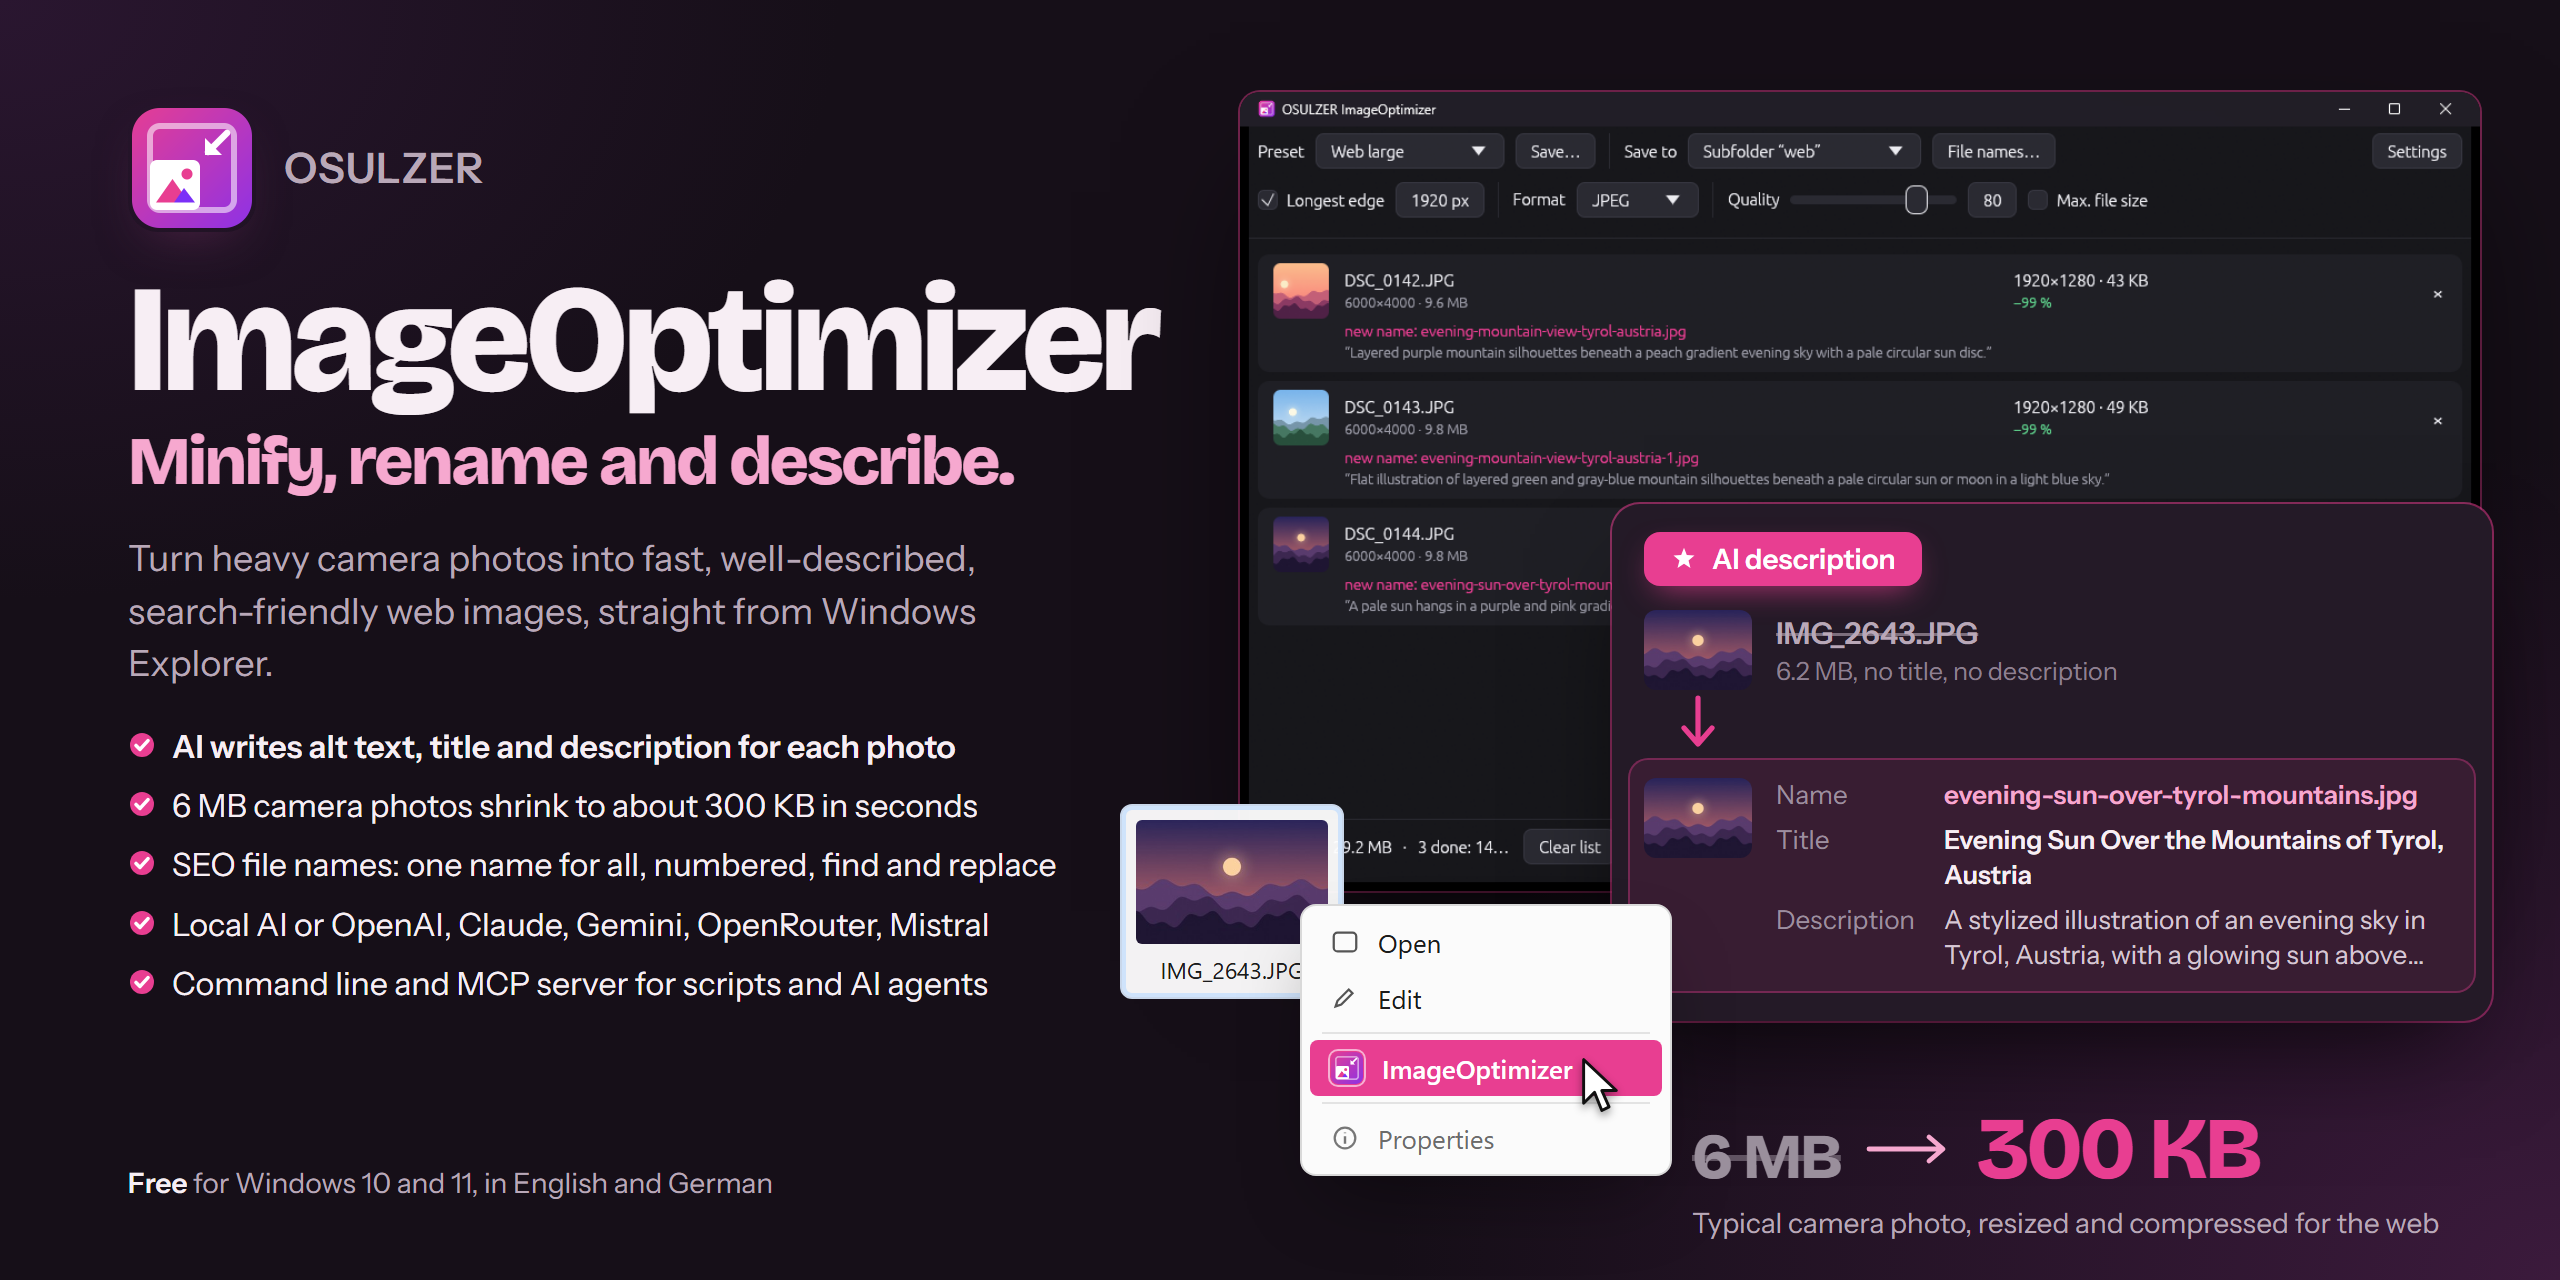 OSULZER
ImageOptimizer
Minify, rename and describe.
Turn heavy camera photos into fast, well-described,
search-friendly web images, straight from Windows
Explorer.
AI writes alt text, title and description for each photo
6 MB camera photos shrink to about 300 KB in seconds
SEO file names: one name for all, numbered, find and replace
Local AI or OpenAI, Claude, Gemini, OpenRouter, Mistral
Command line and MCP server for scripts and AI agents
Free for Windows 10 and 11, in English and German
OSULZER ImageOptimizer
Preset Web large Save... Save to Subfolder "web" File names... Settings
Longest edge 1920 px Format JPEG Quality 80 Max. file size
DSC_0142.JPG 1920×1280 · 43 KB
6000×4000 · 9.6 MB −99 %
new name: evening-mountain-view-tyrol-austria.jpg
"Layered purple mountain silhouettes beneath a peach gradient evening sky with a pale circular sun disc."
DSC_0143.JPG 1920×1280 · 49 KB
6000×4000 · 9.8 MB −99 %
new name: evening-mountain-view-tyrol-austria-1.jpg
"Flat illustration of layered green and gray-blue mountain silhouettes beneath a pale circular sun or moon in a light blue sky."
DSC_0144.JPG
6000×4000 · 9.8 MB
new name: evening-sun-over-tyrol-moun
"A pale sun hangs in a purple and pink gradi
9.2 MB · 3 done: 14... Clear list
AI description
IMG_2643.JPG
6.2 MB, no title, no description
Name evening-sun-over-tyrol-mountains.jpg
Title Evening Sun Over the Mountains of Tyrol,
Austria
Description A stylized illustration of an evening sky in
Tyrol, Austria, with a glowing sun above...
IMG_2643.JPG
Open
Edit
ImageOptimizer
Properties
6 MB 300 KB
Typical camera photo, resized and compressed for the web